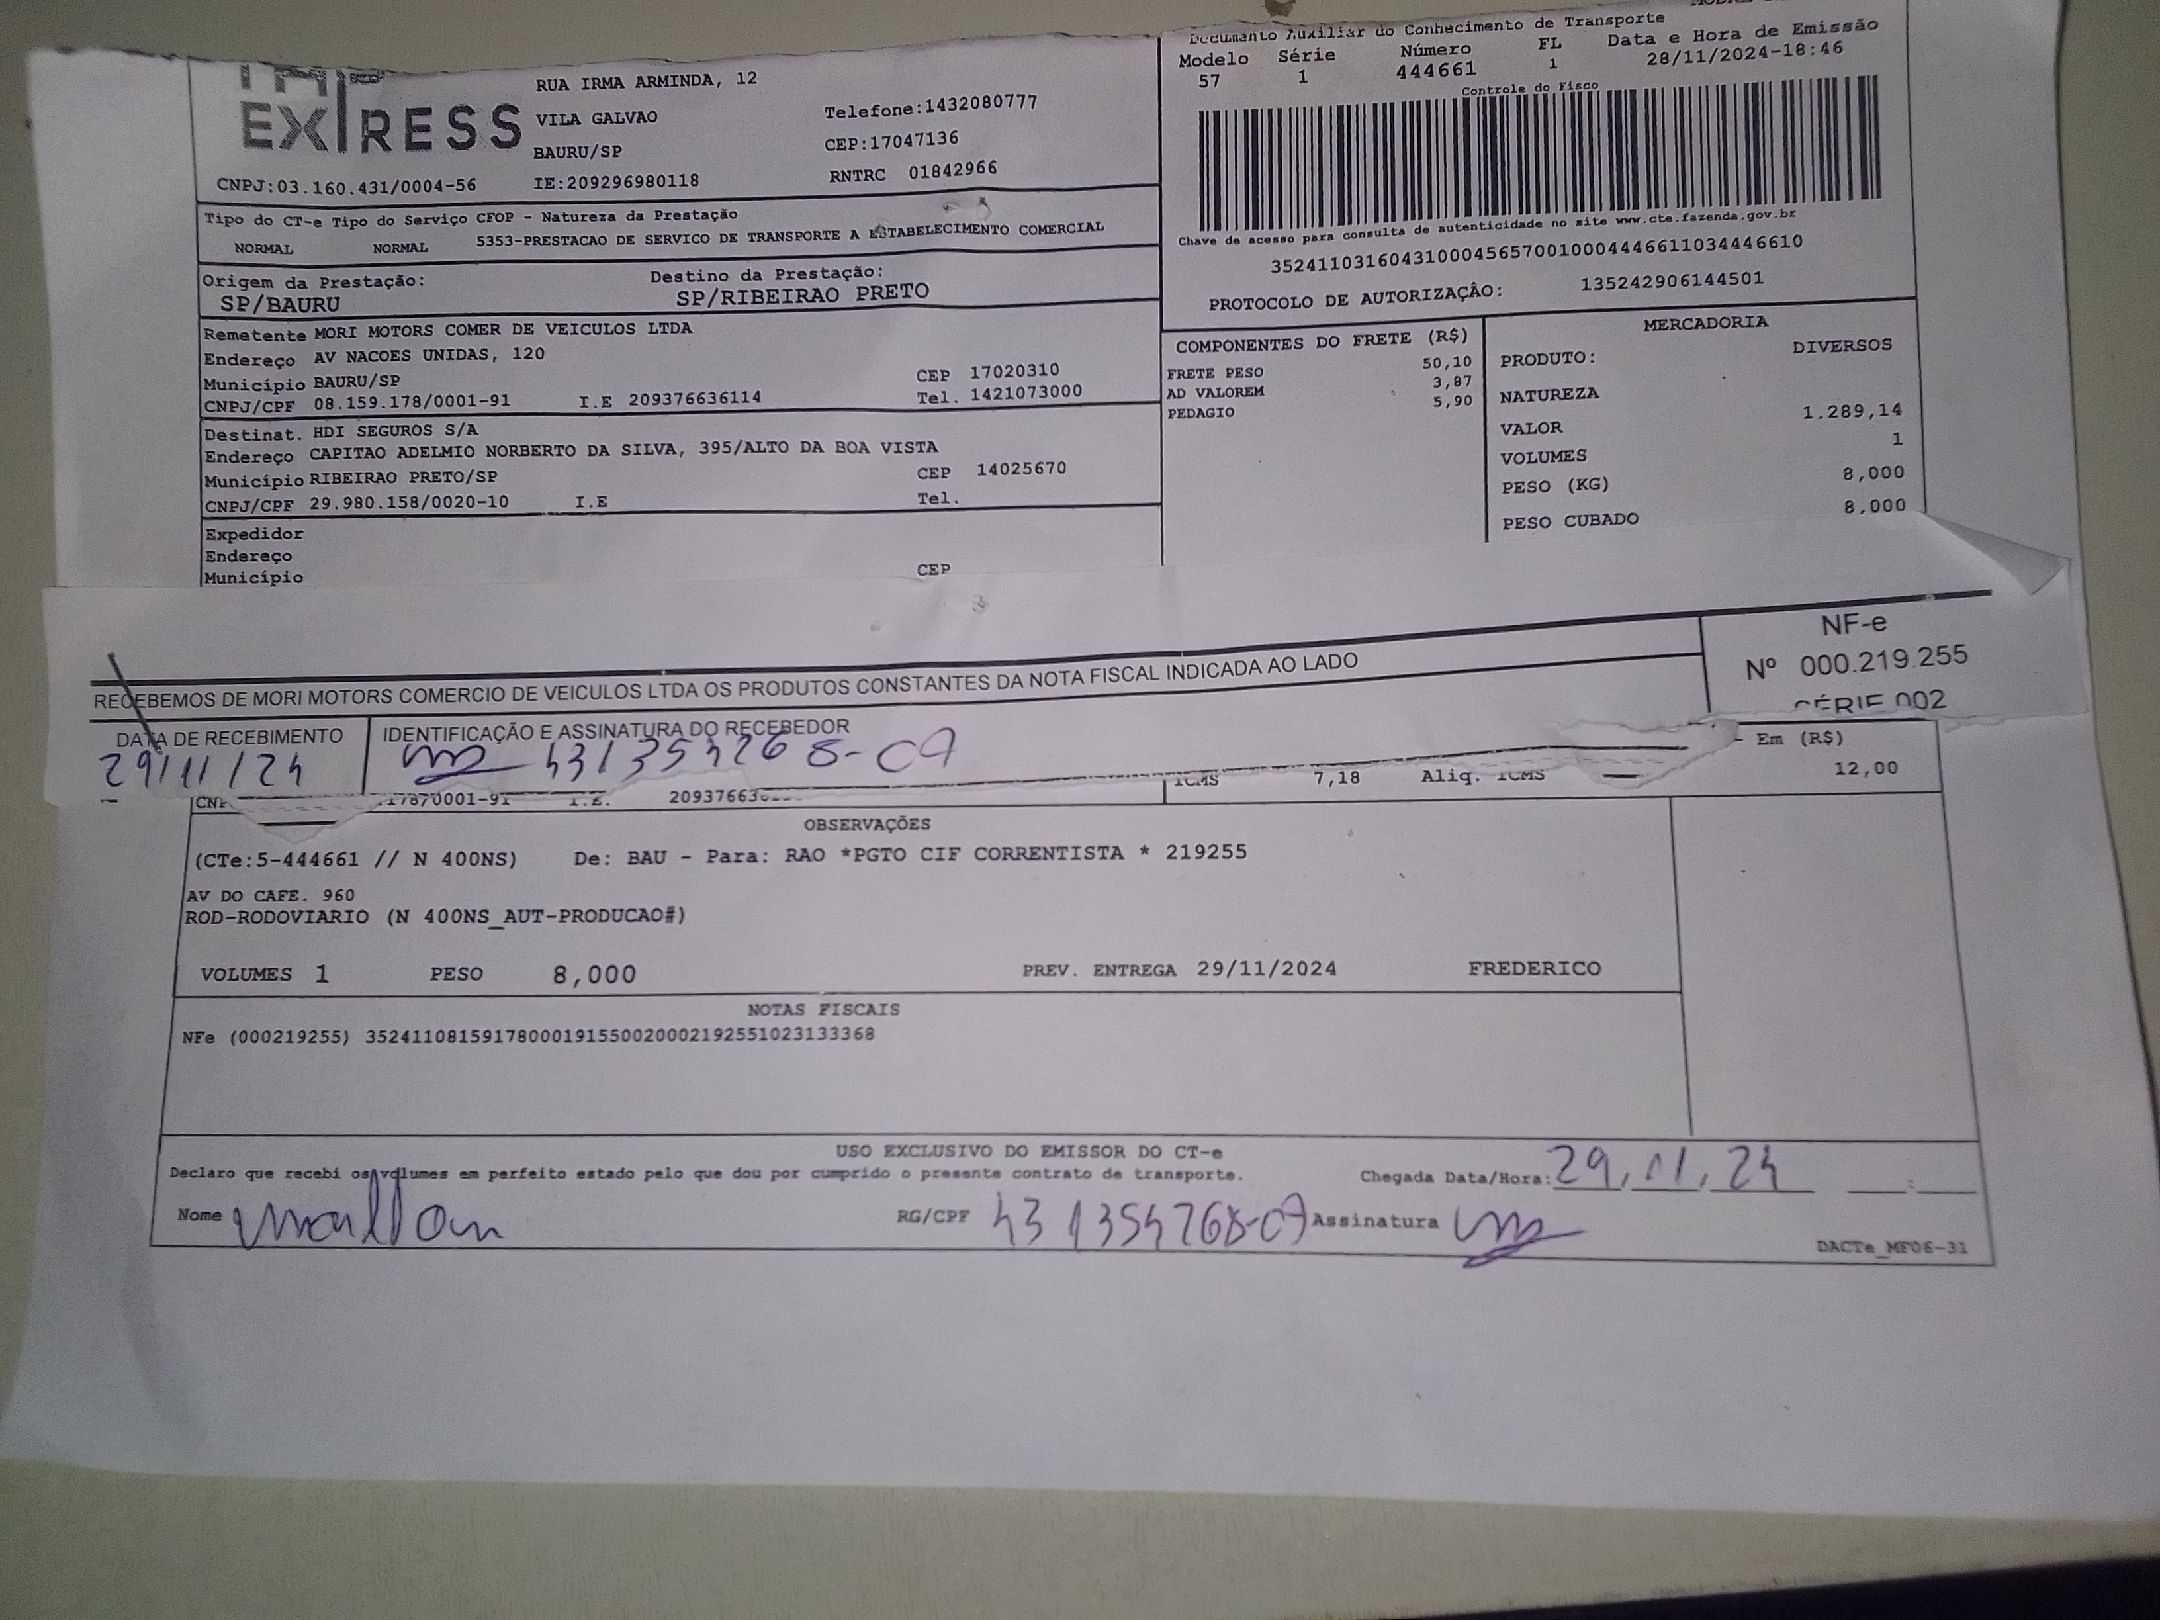 EXPRESS
RUA IRMA ARMINDA, 12
VILA GALVAO
BAURU/SP
Telefone:1432080777
CEP:17047136
CNPJ:03.160.431/0004-56 IE:209296980118 RNTRC 01842966
Documento Auxiliar do Conhecimento de Transporte
Modelo Série Número FL Data e Hora de Emissão
57 1 444661 1 28/11/2024-18:46
Controle do Fisco
Chave de acesso para consulta de autenticidade no site www.cte.fazenda.gov.br
35241103160431000456570010004446611034446610
PROTOCOLO DE AUTORIZAÇÂO: 135242906144501
Tipo do CT-e Tipo do Serviço CFOP - Natureza da Prestação
NORMAL NORMAL 5353-PRESTACAO DE SERVICO DE TRANSPORTE A ESTABELECIMENTO COMERCIAL
Origem da Prestação: Destino da Prestação:
SP/BAURU SP/RIBEIRAO PRETO
Remetente MORI MOTORS COMER DE VEICULOS LTDA
Endereço AV NACOES UNIDAS, 120
Município BAURU/SP CEP 17020310
CNPJ/CPF 08.159.178/0001-91 I.E 209376636114 Tel. 1421073000
Destinat. HDI SEGUROS S/A
Endereço CAPITAO ADELMIO NORBERTO DA SILVA, 395/ALTO DA BOA VISTA
Município RIBEIRAO PRETO/SP CEP 14025670
CNPJ/CPF 29.980.158/0020-10 I.E Tel.
Expedidor
Endereço
Município CEP
COMPONENTES DO FRETE (R$)
FRETE PESO 50,10
AD VALOREM 3,87
PEDAGIO 5,90
MERCADORIA
PRODUTO: DIVERSOS
NATUREZA
VALOR 1.289,14
VOLUMES 1
PESO (KG) 8,000
PESO CUBADO 8,000
RECEBEMOS DE MORI MOTORS COMERCIO DE VEICULOS LTDA OS PRODUTOS CONSTANTES DA NOTA FISCAL INDICADA AO LADO
NF-e
Nº 000.219.255
SÉRIE 002
DATA DE RECEBIMENTO IDENTIFICAÇÃO E ASSINATURA DO RECEBEDOR
29/11/24 431354268-07
Em (R$)
ICMS 7,18 Aliq. ICMS 12,00
0001-91 I.E. 20937663
OBSERVAÇÕES
(CTe:5-444661 // N 400NS) De: BAU - Para: RAO *PGTO CIF CORRENTISTA * 219255
AV DO CAFE. 960
ROD-RODOVIARIO (N 400NS_AUT-PRODUCAO#)
VOLUMES 1 PESO 8,000 PREV. ENTREGA 29/11/2024 FREDERICO
NOTAS FISCAIS
NFe (000219255) 35241108159178000191550020002192551023133368
USO EXCLUSIVO DO EMISSOR DO CT-e
Declaro que recebi os volumes em perfeito estado pelo que dou por cumprido o presente contrato de transporte. Chegada Data/Hora: 29,11,24 :
Nome RG/CPF 431354268-07 Assinatura
DACTe_MF06-31